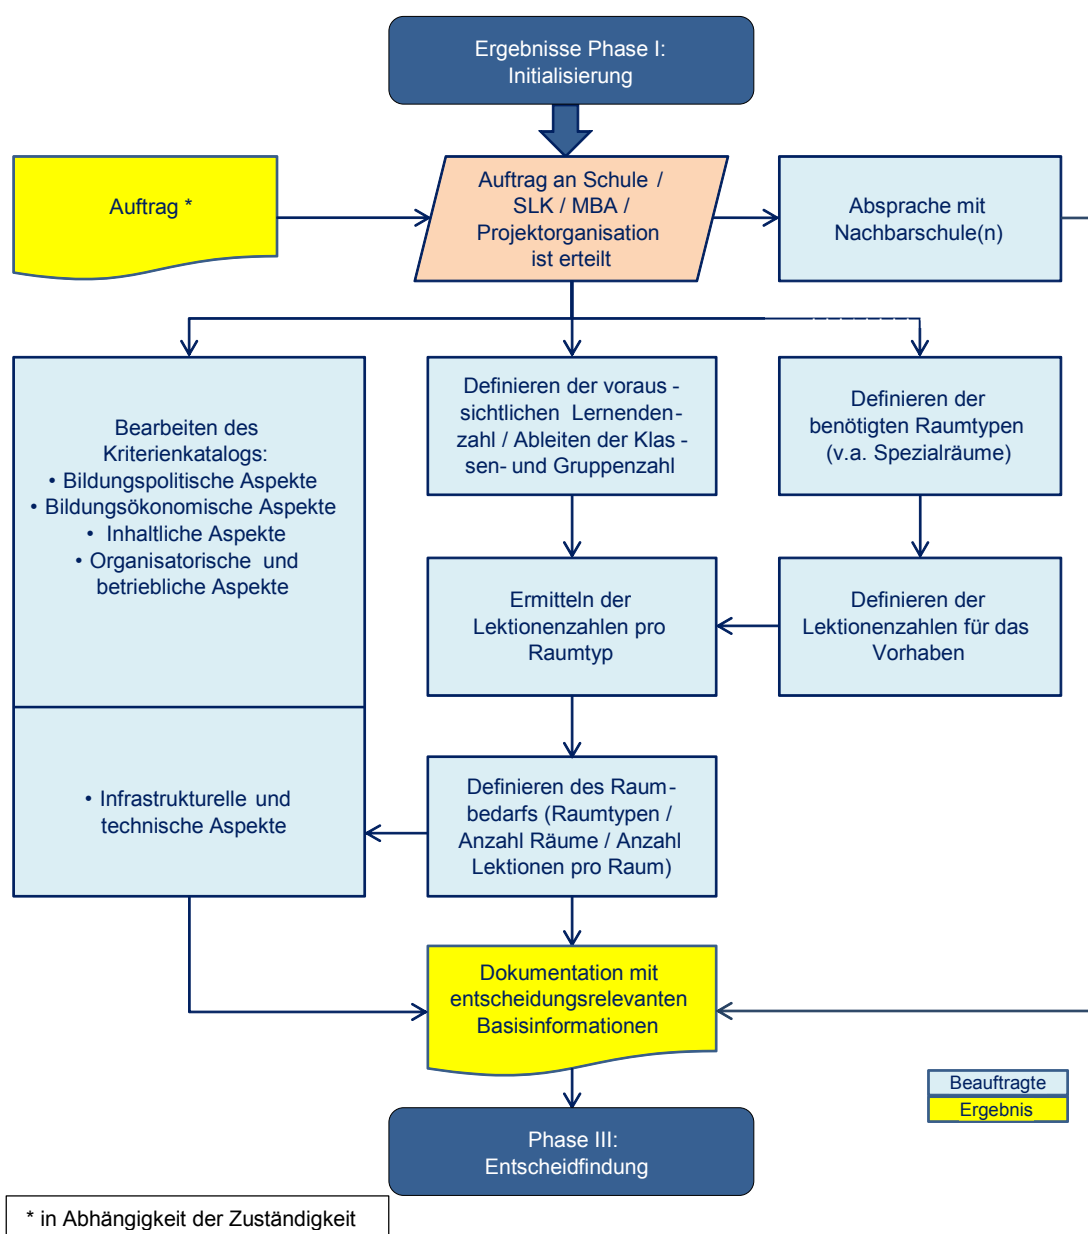 Ergebnisse Phase I:
Initialisierung
Auftrag *
Auftrag an Schule /
SLK / MBA /
Projektorganisation
ist erteilt
Absprache mit
Nachbarschule(n)
Bearbeiten des
Kriterienkatalogs:
• Bildungspolitische Aspekte
• Bildungsökonomische Aspekte
• Inhaltliche Aspekte
• Organisatorische und
betriebliche Aspekte
Definieren der voraus -
sichtlichen Lernenden-
zahl / Ableiten der Klas -
sen- und Gruppenzahl
Definieren der
benötigten Raumtypen
(v.a. Spezialräume)
Ermitteln der
Lektionenzahlen pro
Raumtyp
Definieren der
Lektionenzahlen für das
Vorhaben
• Infrastrukturelle und
technische Aspekte
Definieren des Raum-
bedarfs (Raumtypen /
Anzahl Räume / Anzahl
Lektionen pro Raum)
Dokumentation mit
entscheidungsrelevanten
Basisinformationen
Beauftragte
Ergebnis
Phase III:
Entscheidfindung
* in Abhängigkeit der Zuständigkeit